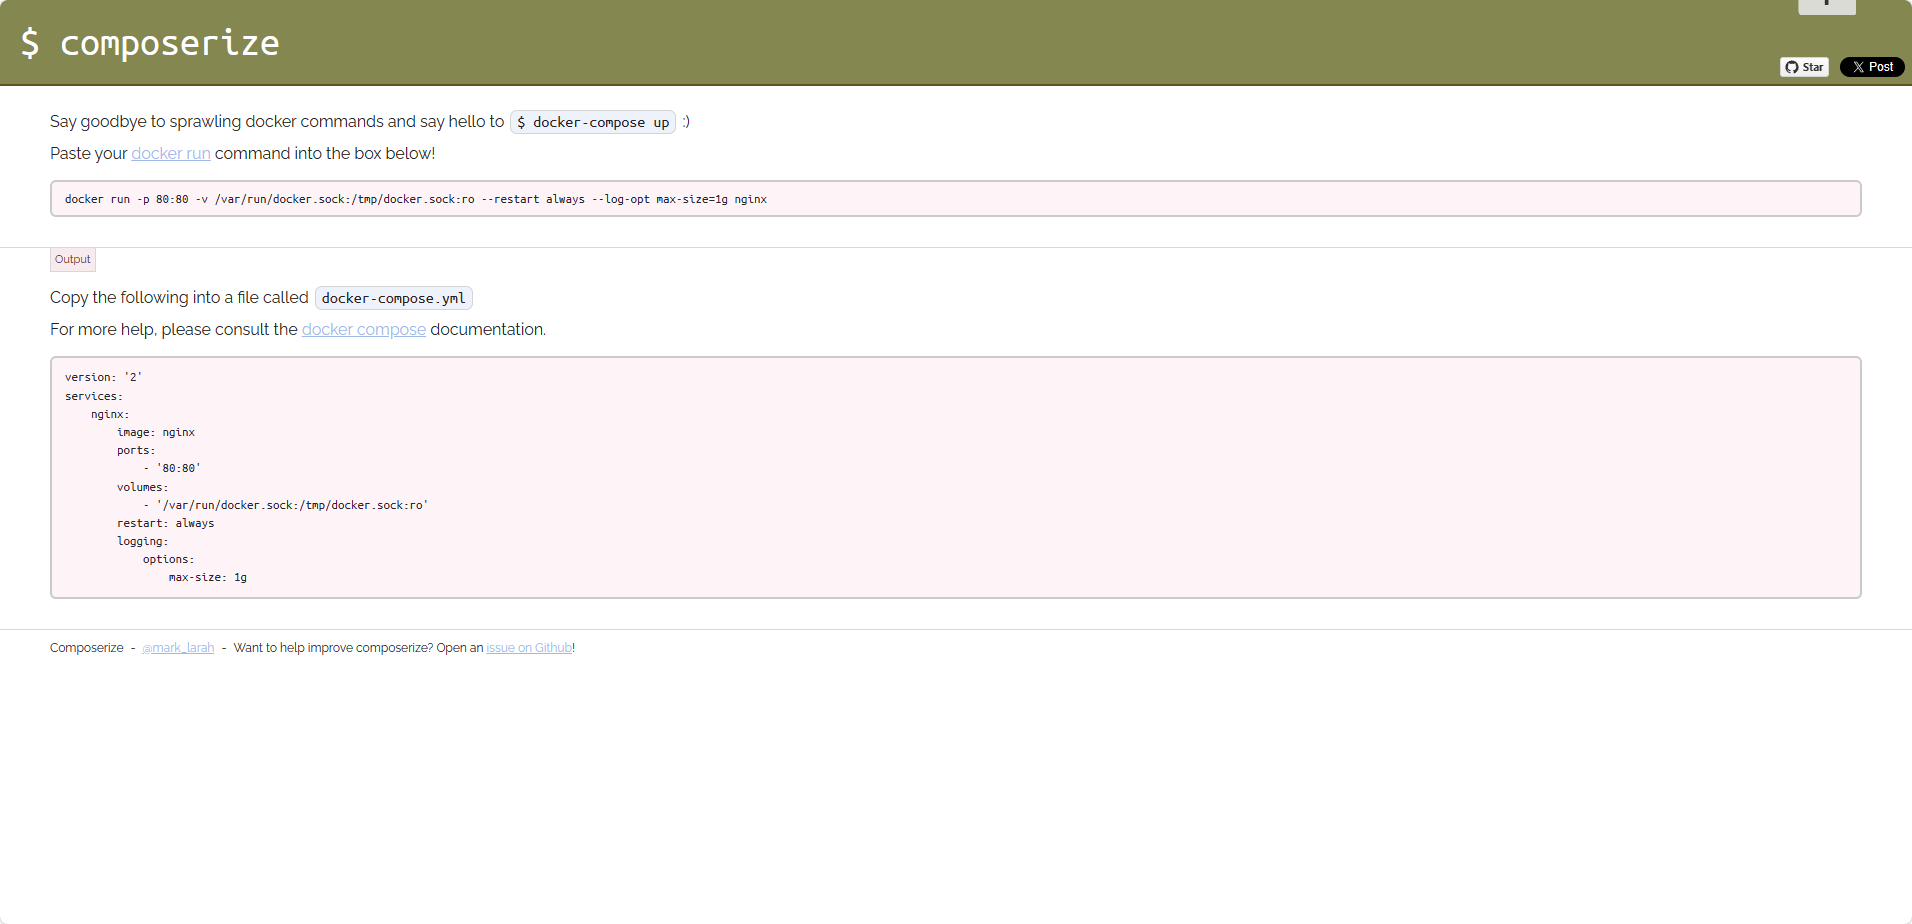 $ composerize
Star
Post
Say goodbye to sprawling docker commands and say hello to $ docker-compose up :)
Paste your docker run command into the box below!
docker run -p 80:80 -v /var/run/docker.sock:/tmp/docker.sock:ro --restart always --log-opt max-size=1g nginx
Output
Copy the following into a file called docker-compose.yml
For more help, please consult the docker compose documentation.
version: '2'
services:
    nginx:
        image: nginx
        ports:
            - '80:80'
        volumes:
            - '/var/run/docker.sock:/tmp/docker.sock:ro'
        restart: always
        logging:
            options:
                max-size: 1g
Composerize - @mark_larah - Want to help improve composerize? Open an issue on Github!